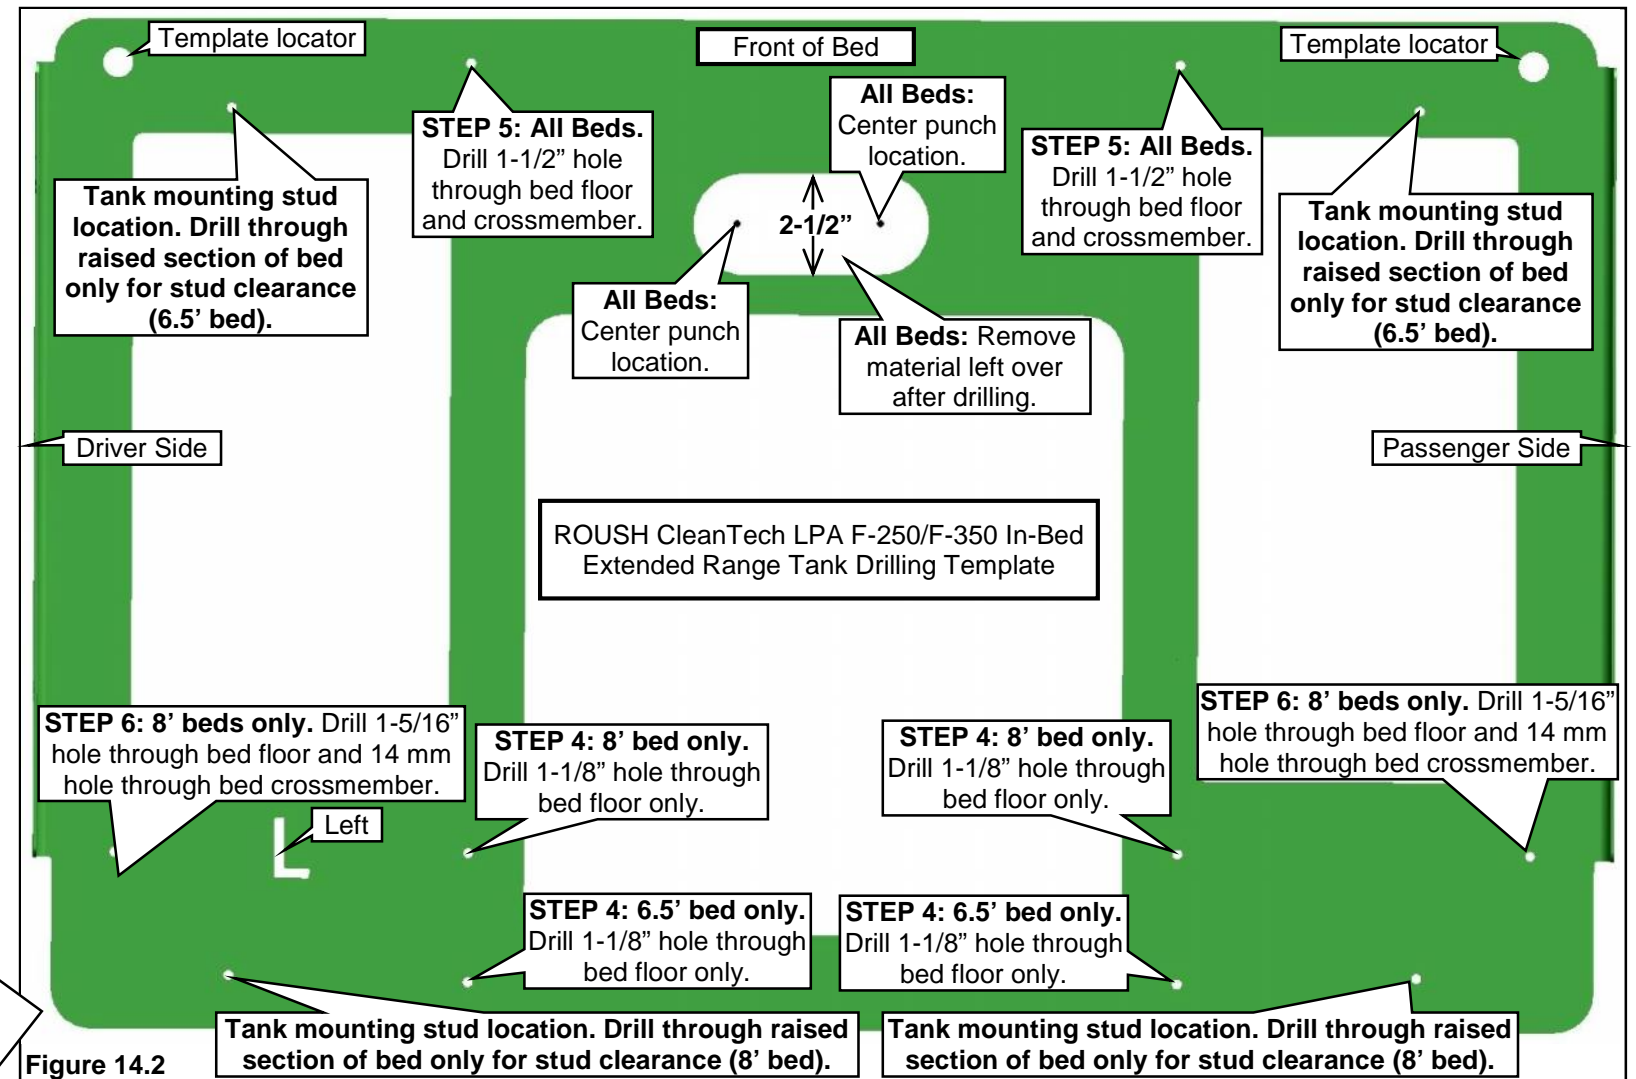 Template locator
Front of Bed
Template locator
All Beds:
Center punch
location.
STEP 5: All Beds.
Drill 1-1/2” hole
through bed floor
and crossmember.
STEP 5: All Beds.
Drill 1-1/2” hole
through bed floor
and crossmember.
Tank mounting stud
location. Drill through
raised section of bed
only for stud clearance
(6.5’ bed).
2-1/2”
Tank mounting stud
location. Drill through
raised section of bed
only for stud clearance
(6.5’ bed).
All Beds:
Center punch
location.
All Beds: Remove
material left over
after drilling.
Driver Side
Passenger Side
ROUSH CleanTech LPA F-250/F-350 In-Bed
Extended Range Tank Drilling Template
STEP 6: 8’ beds only. Drill 1-5/16”
hole through bed floor and 14 mm
hole through bed crossmember.
STEP 4: 8’ bed only.
Drill 1-1/8” hole through
bed floor only.
STEP 4: 8’ bed only.
Drill 1-1/8” hole through
bed floor only.
STEP 6: 8’ beds only. Drill 1-5/16”
hole through bed floor and 14 mm
hole through bed crossmember.
Left
L
STEP 4: 6.5’ bed only.
Drill 1-1/8” hole through
bed floor only.
STEP 4: 6.5’ bed only.
Drill 1-1/8” hole through
bed floor only.
Tank mounting stud location. Drill through raised
section of bed only for stud clearance (8’ bed).
Tank mounting stud location. Drill through raised
section of bed only for stud clearance (8’ bed).
Figure 14.2